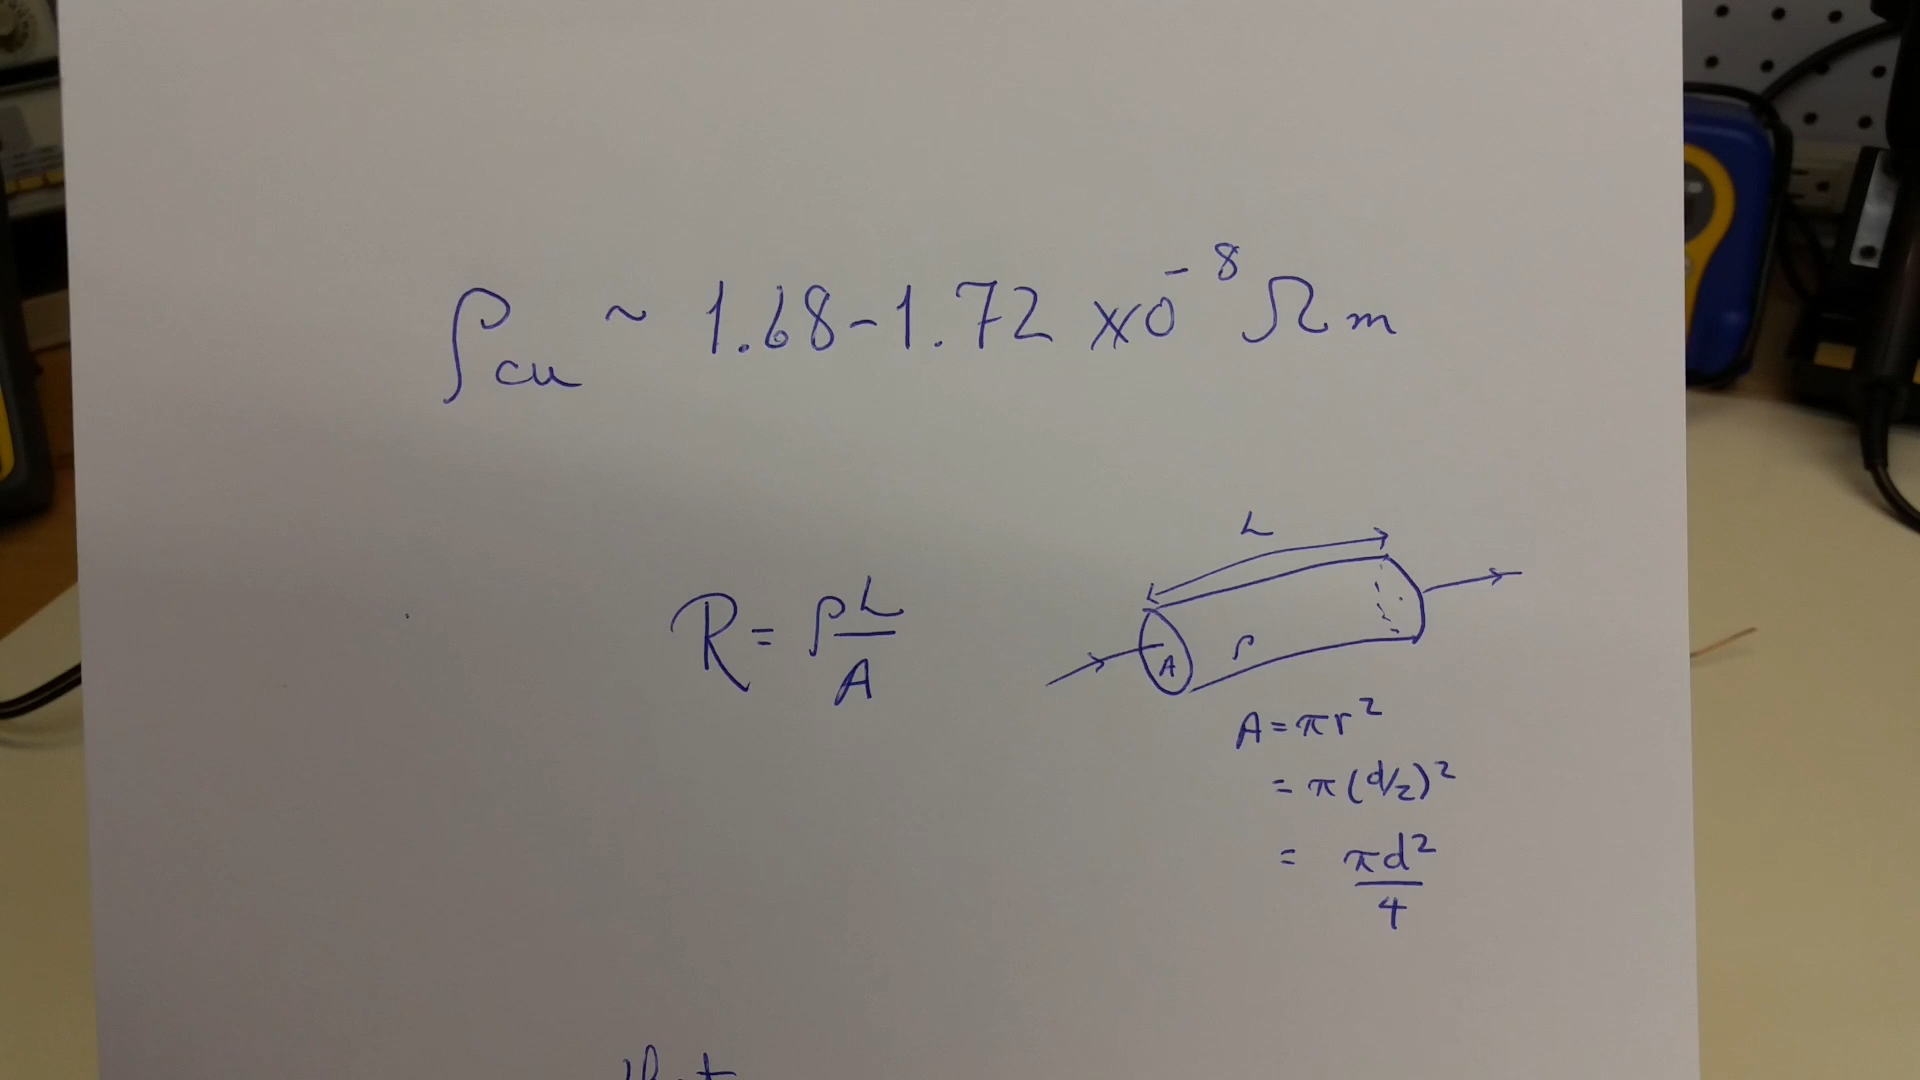 ρcu ~ 1.68-1.72 x10⁻⁸ Ωm
L
R = ρL/A
A ρ
A = πr²
= π(d/2)²
= πd²/4